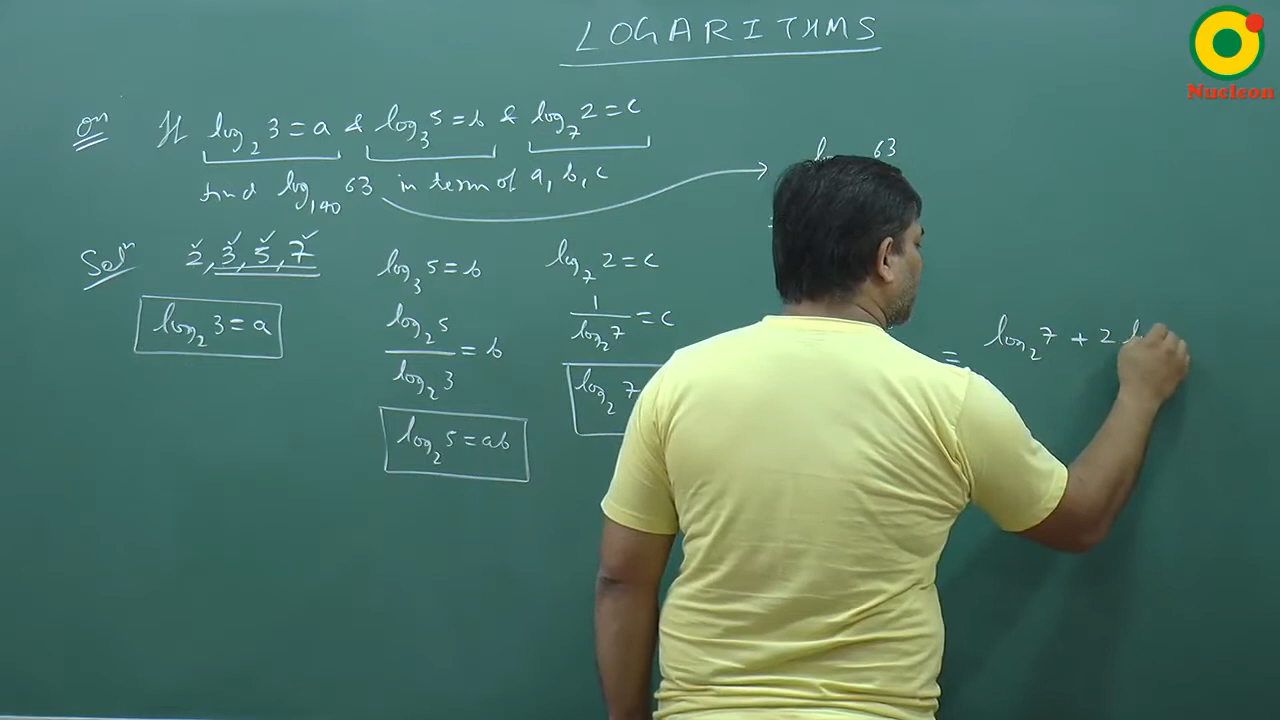 LOGARITHMS
Nucleon
Qn If log₂ 3 = a & log₃ 5 = b & log₇ 2 = c
find log₁₄₀ 63 in term of a, b, c
63
Solⁿ 2, 3, 5, 7
log₂ 3 = a
log₃ 5 = b
log₂ 5 / log₂ 3 = b
log₂ 5 = ab
log₇ 2 = c
1 / log₂ 7 = c
log₂ 7
= log₂ 7 + 2